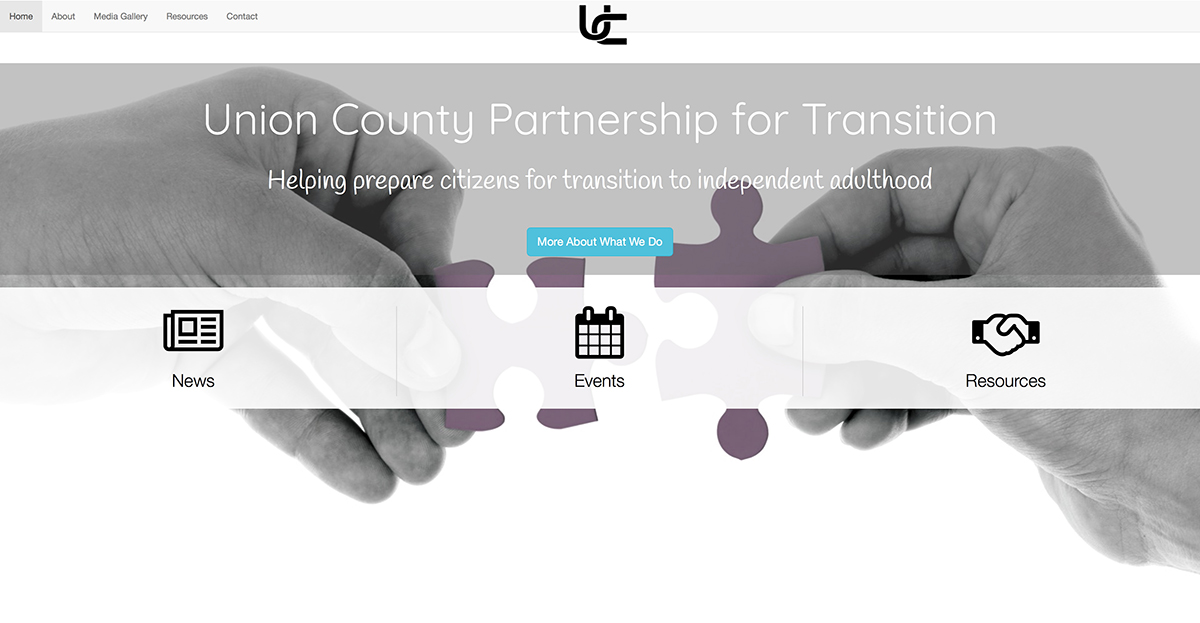 Home About Media Gallery Resources Contact
UC
Union County Partnership for Transition
Helping prepare citizens for transition to independent adulthood
More About What We Do
News Events Resources